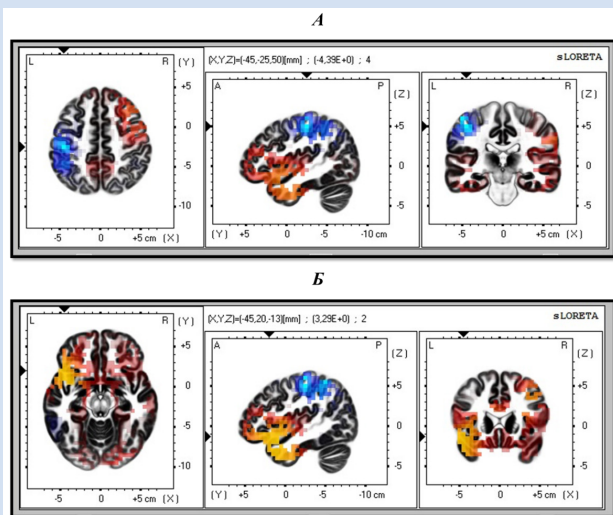 А
(X,Y,Z)=(-45,-25,50)[mm] ; (-4,39E+0) ; 4 sLORETA
L R (Y) A P (Z) L R (Z)
+5 +5 +5
0
0 0
-5
-10 -5 -5
-5 0 +5 cm (X) (Y) +5 0 -5 -10 cm -5 0 +5 cm (X)
Б
(X,Y,Z)=(-45,20,-13)[mm] ; (3,29E+0) ; 2 sLORETA
L R (Y) A P (Z) L R (Z)
+5 +5 +5
0
0 0
-5
-10 -5 -5
-5 0 +5 cm (X) (Y) +5 0 -5 -10 cm -5 0 +5 cm (X)